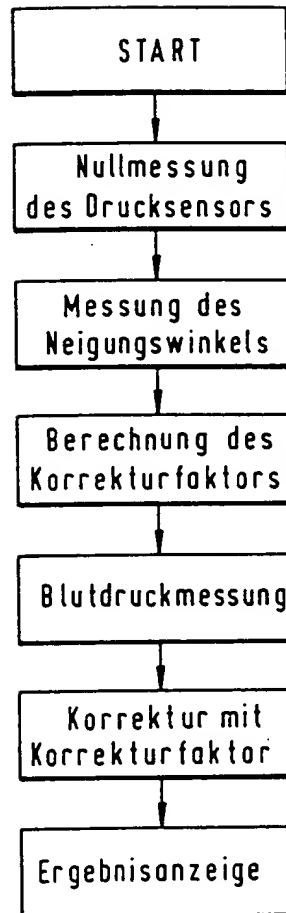 START
Nullmessung
des Drucksensors
Messung des
Neigungswinkels
Berechnung des
Korrekturfaktors
Blutdruckmessung
Korrektur mit
Korrekturfaktor
Ergebnisanzeige